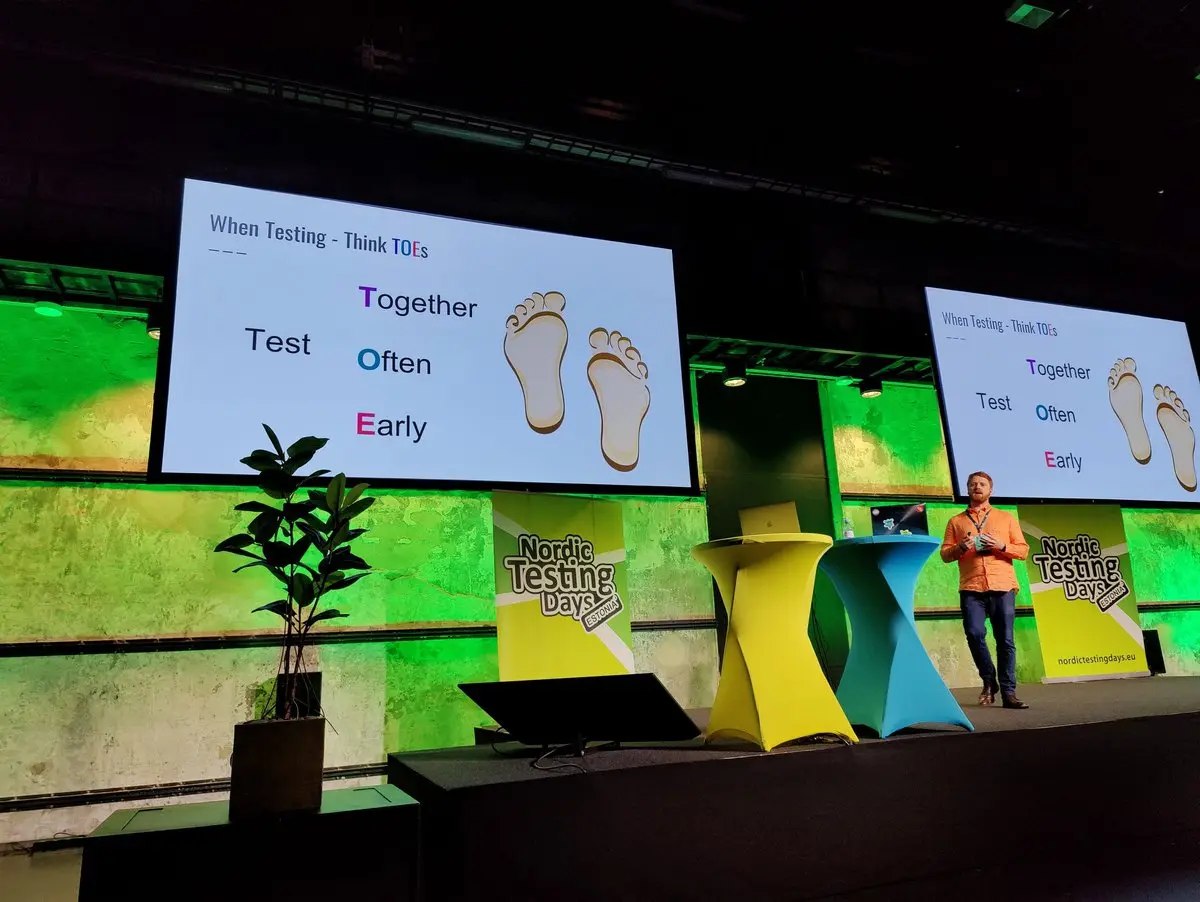 When Testing - Think TOEs
Together
Test
Often
Early
When Testing - Think TOEs
Together
Test
Often
Early
Nordic
Testing
Days
ESTONIA
Nordic
Testing
Days
ESTONIA
nordictestingdays.eu